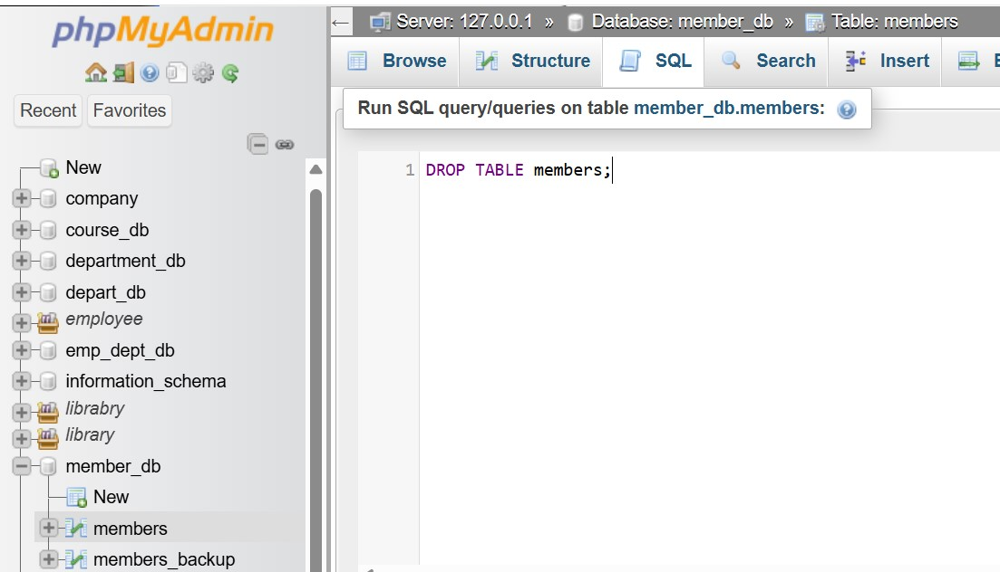 phpMyAdmin
Recent Favorites
New
company
course_db
department_db
depart_db
employee
emp_dept_db
information_schema
librabry
library
member_db
New
members
members_backup
Server: 127.0.0.1 » Database: member_db » Table: members
Browse Structure SQL Search Insert
Run SQL query/queries on table member_db.members:
1 DROP TABLE members;